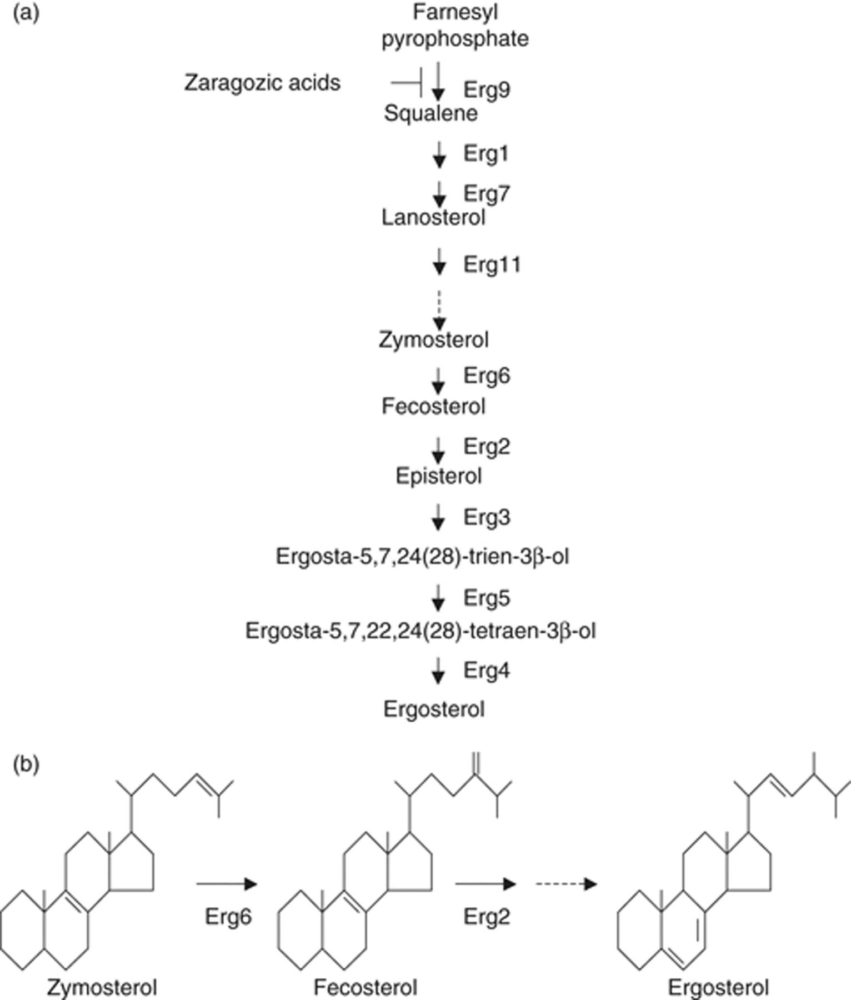 (a)
Farnesyl
pyrophosphate
Zaragozic acids
Erg9
Squalene
Erg1
Erg7
Lanosterol
Erg11
Zymosterol
Erg6
Fecosterol
Erg2
Episterol
Erg3
Ergosta-5,7,24(28)-trien-3β-ol
Erg5
Ergosta-5,7,22,24(28)-tetraen-3β-ol
Erg4
Ergosterol
(b)
Erg6
Erg2
Zymosterol
Fecosterol
Ergosterol